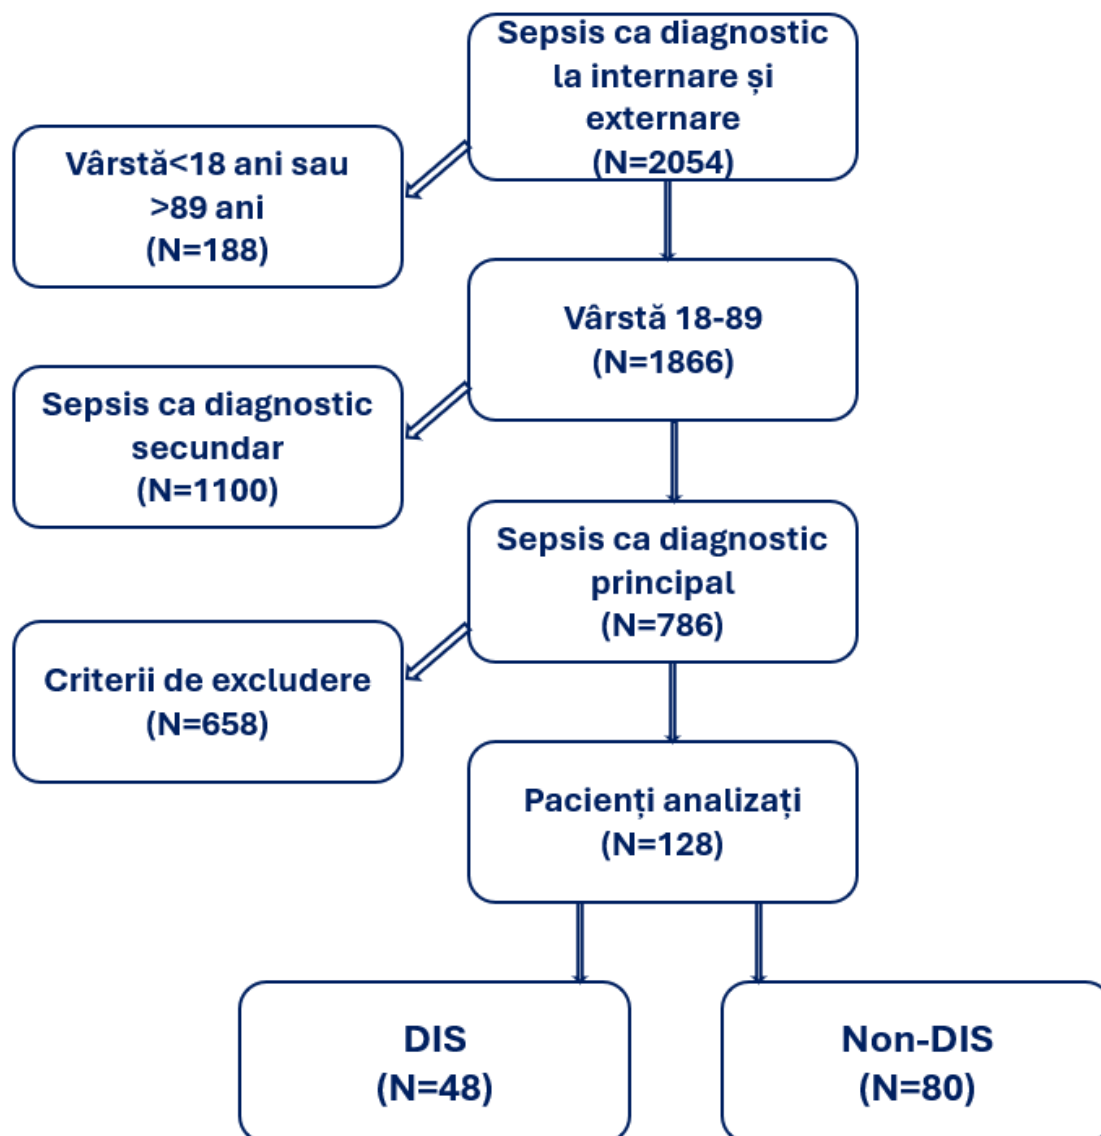 Sepsis ca diagnostic
la internare și
externare
(N=2054)
Vârstă<18 ani sau
>89 ani
(N=188)
Vârstă 18-89
(N=1866)
Sepsis ca diagnostic
secundar
(N=1100)
Sepsis ca diagnostic
principal
(N=786)
Criterii de excludere
(N=658)
Pacienți analizați
(N=128)
DIS
(N=48)
Non-DIS
(N=80)